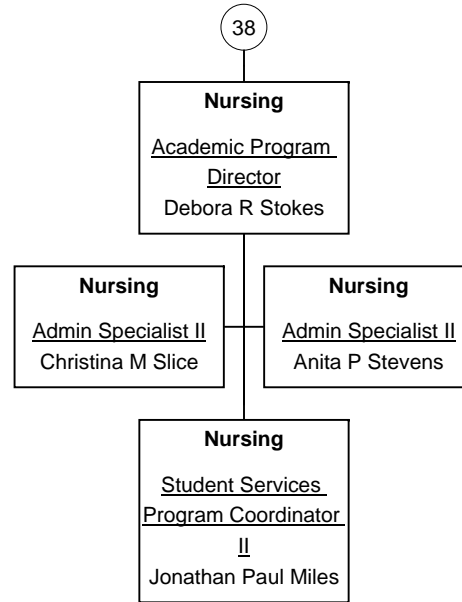 38
Nursing
Academic Program
Director
Debora R Stokes
Nursing
Admin Specialist II
Christina M Slice
Nursing
Admin Specialist II
Anita P Stevens
Nursing
Student Services
Program Coordinator
II
Jonathan Paul Miles